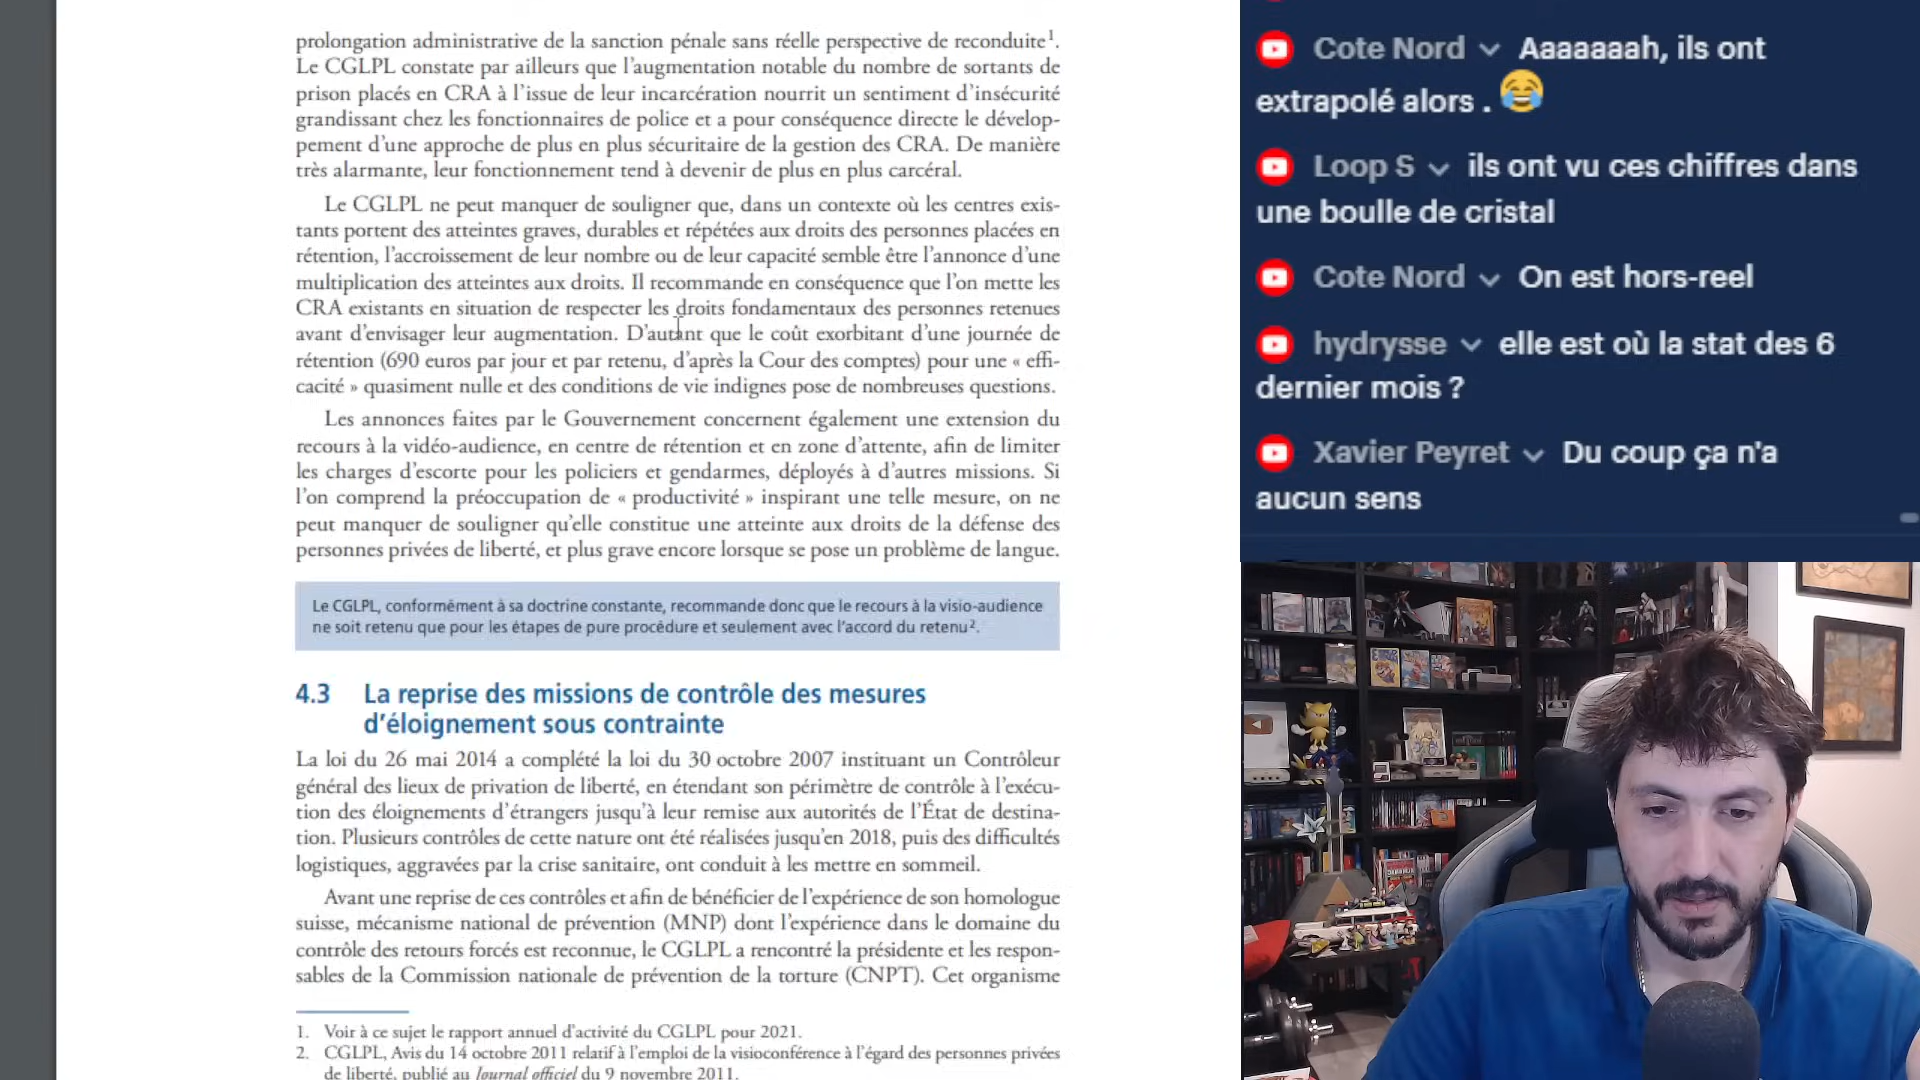 prolongation administrative de la sanction pénale sans réelle perspective de reconduite1.
Le CGLPL constate par ailleurs que l'augmentation notable du nombre de sortants de
prison placés en CRA à l'issue de leur incarcération nourrit un sentiment d'insécurité
grandissant chez les fonctionnaires de police et a pour conséquence directe le dévelop-
pement d'une approche de plus en plus sécuritaire de la gestion des CRA. De manière
très alarmante, leur fonctionnement tend à devenir de plus en plus carcéral.
Le CGLPL ne peut manquer de souligner que, dans un contexte où les centres exis-
tants portent des atteintes graves, durables et répétées aux droits des personnes placées en
rétention, l'accroissement de leur nombre ou de leur capacité semble être l'annonce d'une
multiplication des atteintes aux droits. Il recommande en conséquence que l'on mette les
CRA existants en situation de respecter les droits fondamentaux des personnes retenues
avant d'envisager leur augmentation. D'autant que le coût exorbitant d'une journée de
rétention (690 euros par jour et par retenu, d'après la Cour des comptes) pour une « effi-
cacité » quasiment nulle et des conditions de vie indignes pose de nombreuses questions.
Les annonces faites par le Gouvernement concernent également une extension du
recours à la vidéo-audience, en centre de rétention et en zone d'attente, afin de limiter
les charges d'escorte pour les policiers et gendarmes, déployés à d'autres missions. Si
l'on comprend la préoccupation de « productivité » inspirant une telle mesure, on ne
peut manquer de souligner qu'elle constitue une atteinte aux droits de la défense des
personnes privées de liberté, et plus grave encore lorsque se pose un problème de langue.
Le CGLPL, conformément à sa doctrine constante, recommande donc que le recours à la visio-audience
ne soit retenu que pour les étapes de pure procédure et seulement avec l'accord du retenu2.
4.3 La reprise des missions de contrôle des mesures
d'éloignement sous contrainte
La loi du 26 mai 2014 a complété la loi du 30 octobre 2007 instituant un Contrôleur
général des lieux de privation de liberté, en étendant son périmètre de contrôle à l'exécu-
tion des éloignements d'étrangers jusqu'à leur remise aux autorités de l'État de destina-
tion. Plusieurs contrôles de cette nature ont été réalisées jusqu'en 2018, puis des difficultés
logistiques, aggravées par la crise sanitaire, ont conduit à les mettre en sommeil.
Avant une reprise de ces contrôles et afin de bénéficier de l'expérience de son homologue
suisse, mécanisme national de prévention (MNP) dont l'expérience dans le domaine du
contrôle des retours forcés est reconnue, le CGLPL a rencontré la présidente et les respon-
sables de la Commission nationale de prévention de la torture (CNPT). Cet organisme
1. Voir à ce sujet le rapport annuel d'activité du CGLPL pour 2021.
2. CGLPL, Avis du 14 octobre 2011 relatif à l'emploi de la visioconférence à l'égard des personnes privées
de liberté, publié au Journal officiel du 9 novembre 2011.
Cote Nord Aaaaaaah, ils ont
extrapolé alors . 😂
Loop S ils ont vu ces chiffres dans
une boulle de cristal
Cote Nord On est hors-reel
hydrysse elle est où la stat des 6
dernier mois ?
Xavier Peyret Du coup ça n'a
aucun sens